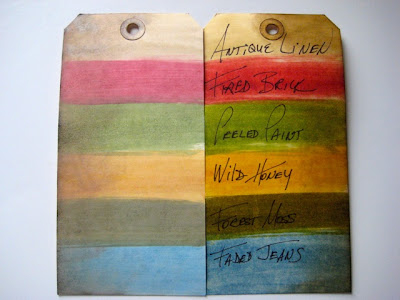 Antique Linen
Fired Brick
Peeled Paint
Wild Honey
Forest Moss
Faded Jeans